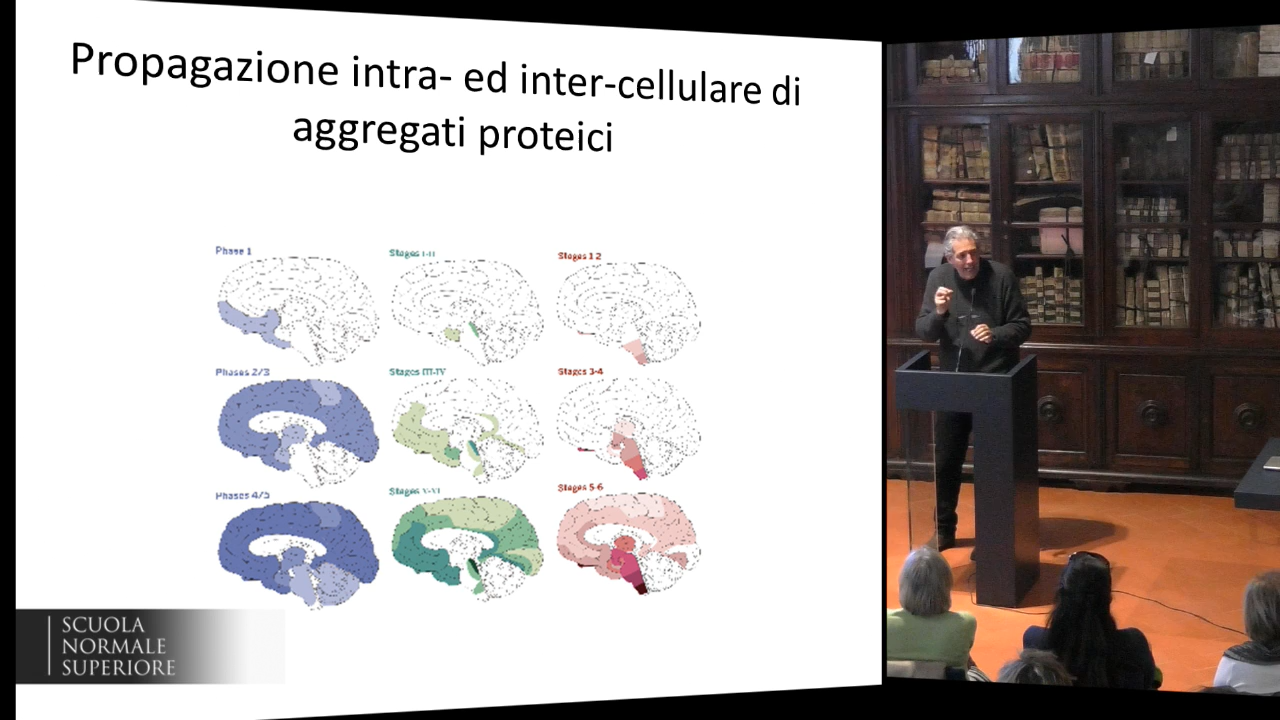 Propagazione intra- ed inter-cellulare di
aggregati proteici
Phase 1
Stages I-II
Stages 1 2
Phases 2/3
Stages III-IV
Stages 3-4
Phases 4/5
Stages V-VI
Stages 5-6
SCUOLA
NORMALE
SUPERIORE